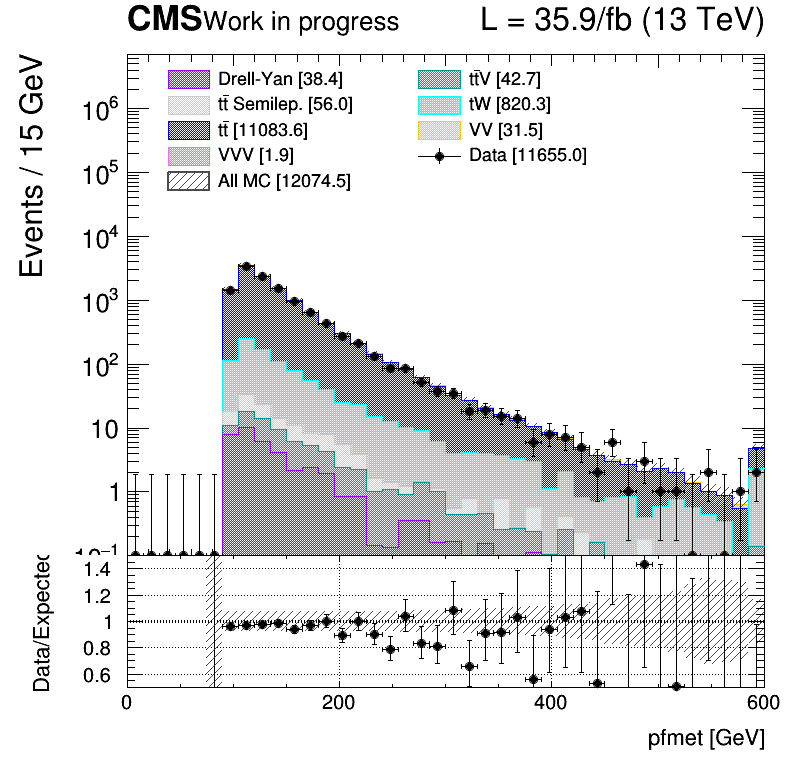 CMS Work in progress L = 35.9/fb (13 TeV)
Events / 15 GeV
Drell-Yan [38.4] tt̄V [42.7]
tt̄ Semilep. [56.0] tW [820.3]
tt̄ [11083.6] VV [31.5]
VVV [1.9] Data [11655.0]
All MC [12074.5]
10⁶
10⁵
10⁴
10³
10²
10
1
10⁻¹
Data/Expected
1.4
1.2
1
0.8
0.6
0 200 400 600
pfmet [GeV]